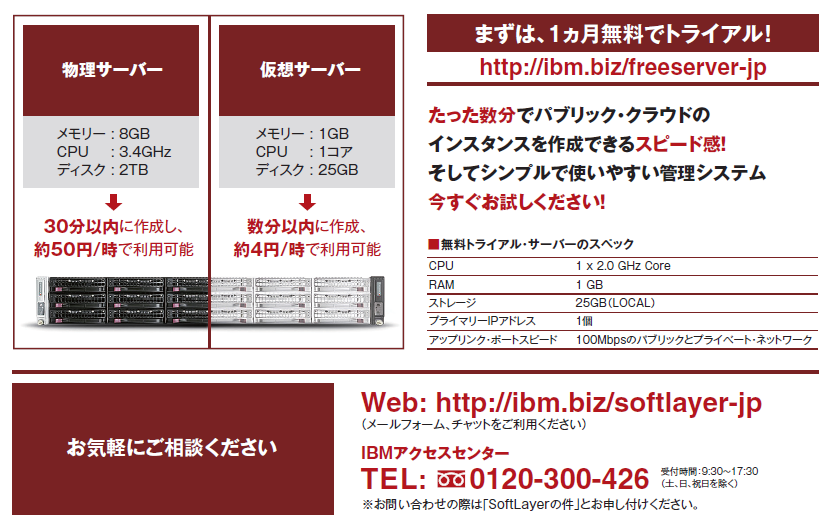 物理サーバー
メモリー : 8GB
CPU : 3.4GHz
ディスク : 2TB
30分以内に作成し、
約50円/時で利用可能
仮想サーバー
メモリー : 1GB
CPU : 1コア
ディスク : 25GB
数分以内に作成、
約4円/時で利用可能
まずは、1ヵ月無料でトライアル!
http://ibm.biz/freeserver-jp
たった数分でパブリック・クラウドの
インスタンスを作成できるスピード感!
そしてシンプルで使いやすい管理システム
今すぐお試しください!
■無料トライアル・サーバーのスペック
CPU 1 x 2.0 GHz Core
RAM 1 GB
ストレージ 25GB(LOCAL)
プライマリーIPアドレス 1個
アップリンク・ポートスピード 100Mbpsのパブリックとプライベート・ネットワーク
お気軽にご相談ください
Web: http://ibm.biz/softlayer-jp
(メールフォーム、チャットをご利用ください)
IBMアクセスセンター
TEL: 0120-300-426
受付時間:9:30〜17:30
(土、日、祝日を除く)
※お問い合わせの際は「SoftLayerの件」とお申し付けください。